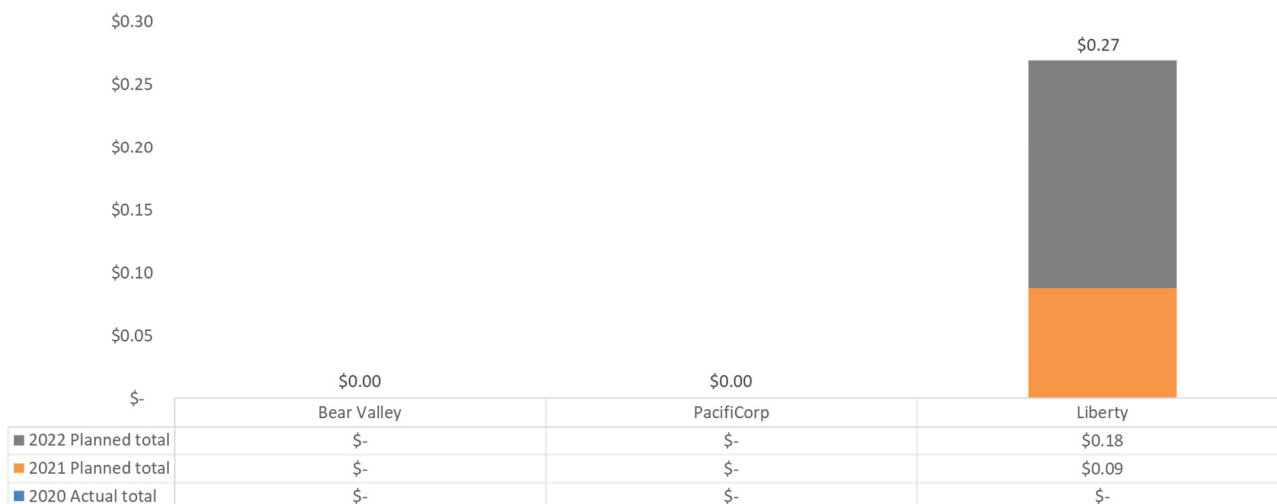 $0.30
$0.27
$0.25
$0.20
$0.15
$0.10
$0.05
$0.00 $0.00
$-
Bear Valley PacifiCorp Liberty
2022 Planned total $- $- $0.18
2021 Planned total $- $- $0.09
2020 Actual total $- $- $-